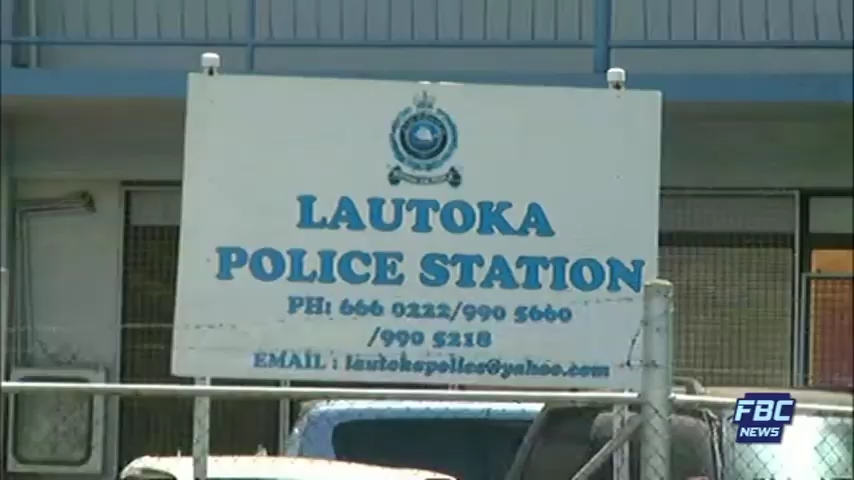 LAUTOKA
POLICE STATION
PH: 666 0222/990 5660
/990 5218
EMAIL : lautokapolice@yahoo.com
FBC
NEWS